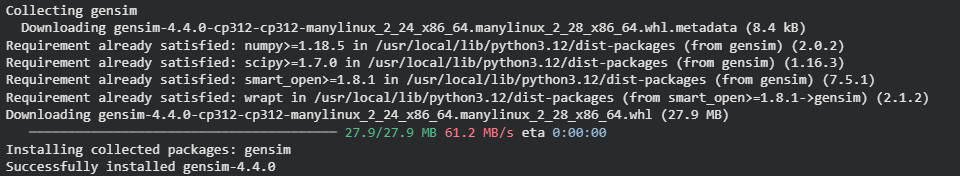 Collecting gensim
Downloading gensim-4.4.0-cp312-cp312-manylinux_2_24_x86_64.manylinux_2_28_x86_64.whl.metadata (8.4 kB)
Requirement already satisfied: numpy>=1.18.5 in /usr/local/lib/python3.12/dist-packages (from gensim) (2.0.2)
Requirement already satisfied: scipy>=1.7.0 in /usr/local/lib/python3.12/dist-packages (from gensim) (1.16.3)
Requirement already satisfied: smart_open>=1.8.1 in /usr/local/lib/python3.12/dist-packages (from gensim) (7.5.1)
Requirement already satisfied: wrapt in /usr/local/lib/python3.12/dist-packages (from smart_open>=1.8.1->gensim) (2.1.2)
Downloading gensim-4.4.0-cp312-cp312-manylinux_2_24_x86_64.manylinux_2_28_x86_64.whl (27.9 MB)
27.9/27.9 MB 61.2 MB/s eta 0:00:00
Installing collected packages: gensim
Successfully installed gensim-4.4.0